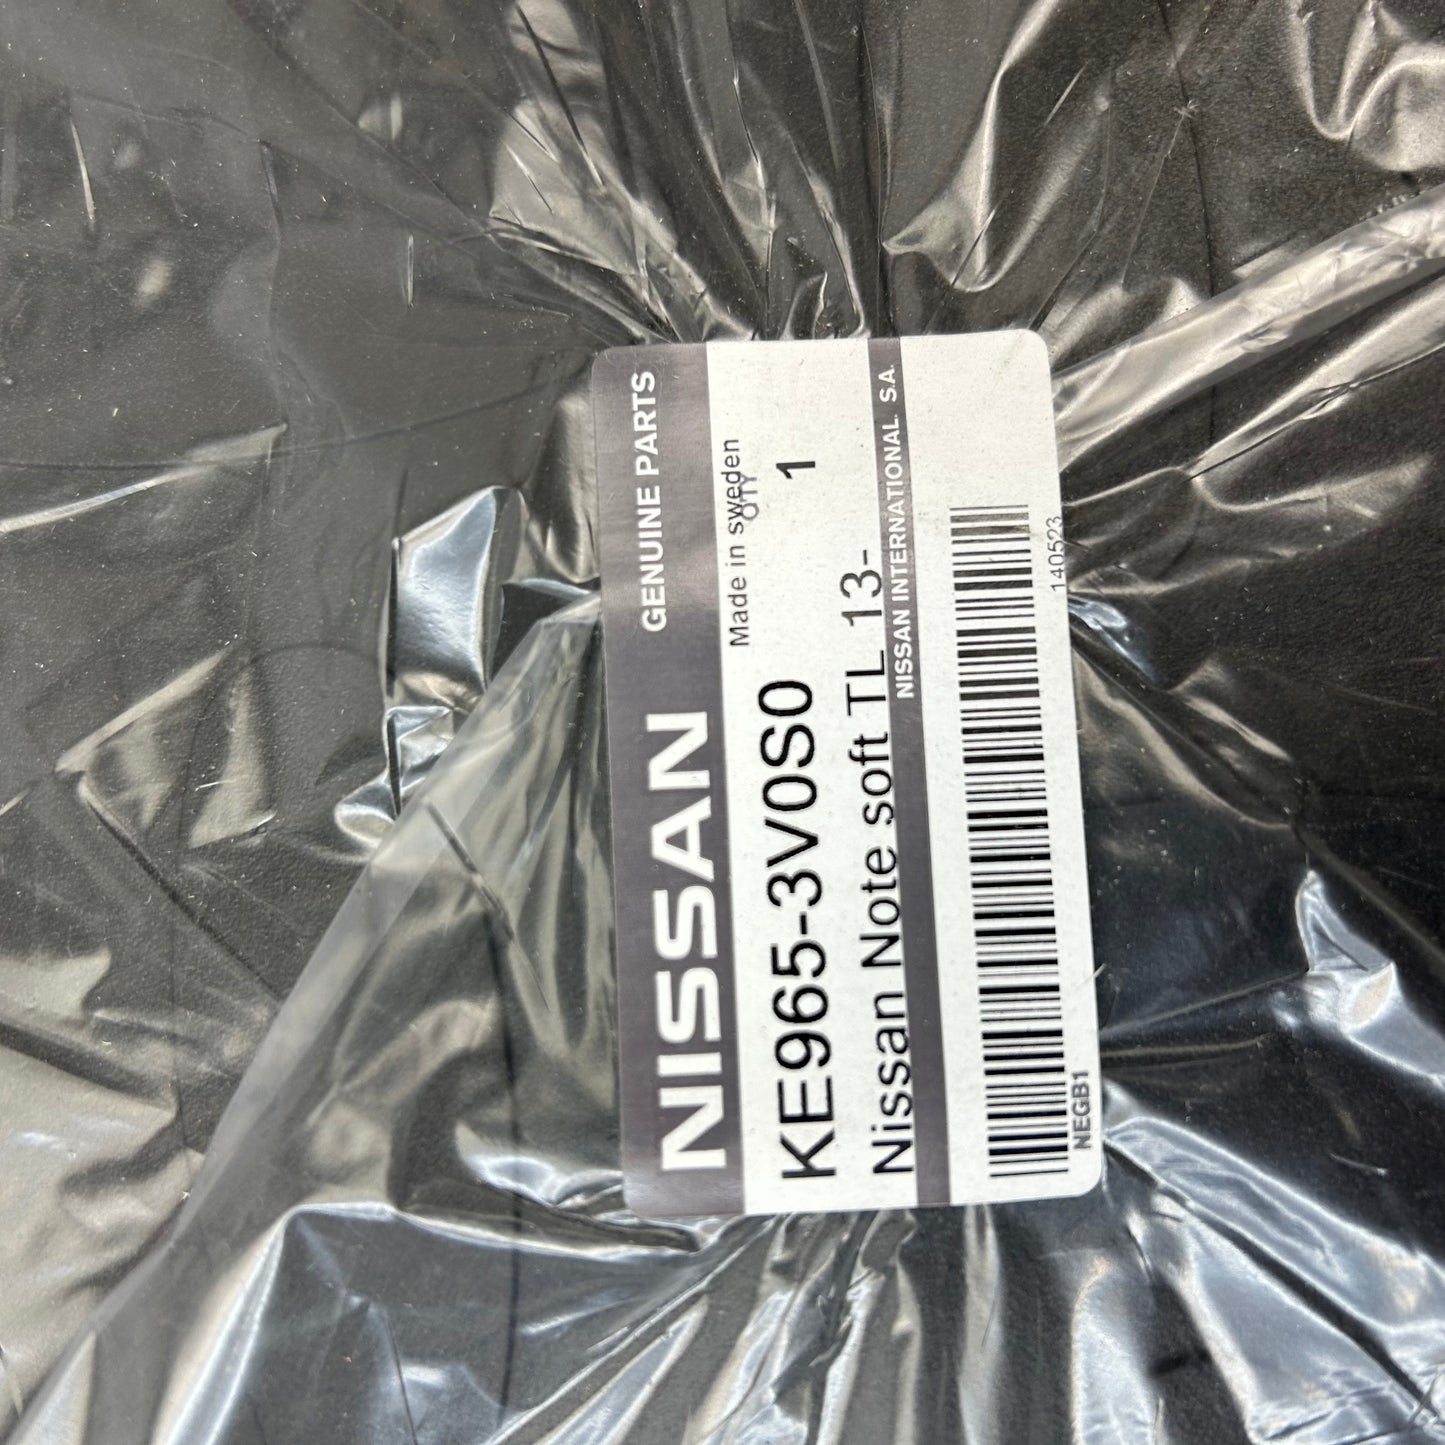 NISSAN GENUINE PARTS
Made in sweden
QTY
KE965-3V0S0 1
Nissan Note soft TL 13-
NISSAN INTERNATIONAL. S.A.
NEGB1 140523